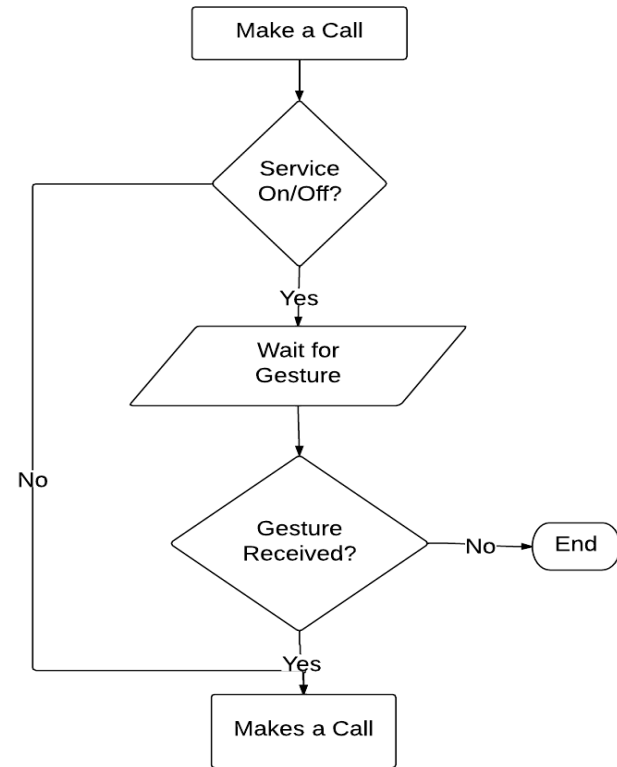 Make a Call
Service
On/Off?
Yes
Wait for
Gesture
No
Gesture
Received?
No
End
Yes
Makes a Call